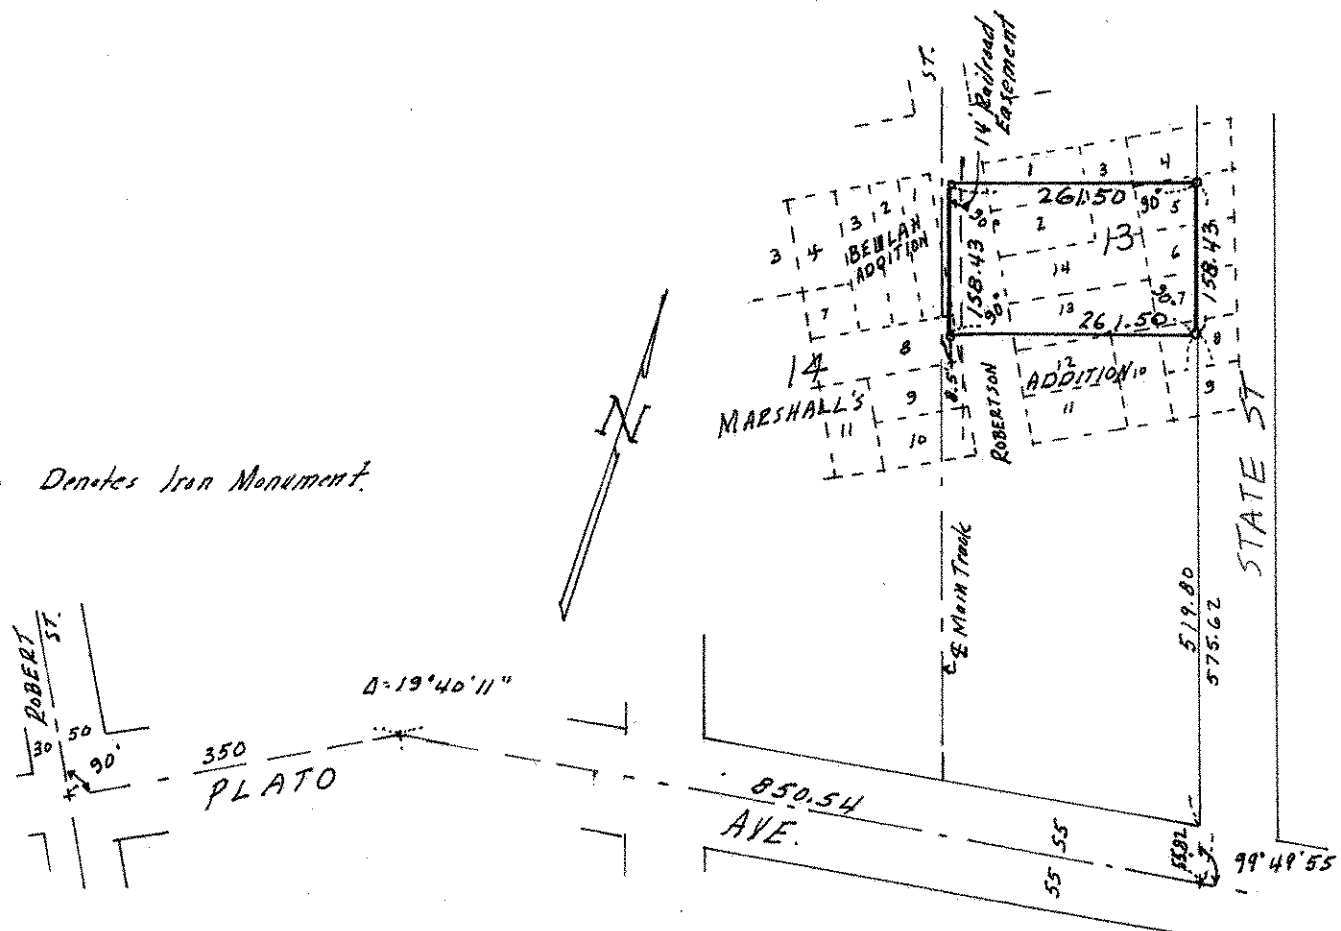 ST.
14' Railroad
Easement
1
3
4
261.50
90°
5
90°
2
13
6
158.43
158.43
14
13
90°
90°
7
261.50
3
4
3
2
1
BEULAH
ADDITION
7
8
14
MARSHALL'S
9
11
10
8.5'
ROBERTSON
12
ADDITION
10
11
8
9
STATE ST
N
Denotes Iron Monument.
℄ Main Track
519.80
575.62
ROBERT
ST.
30
50
90°
350
PLATO
Δ=19°40'11"
850.54
AVE.
55
55
55.82
99°49'55